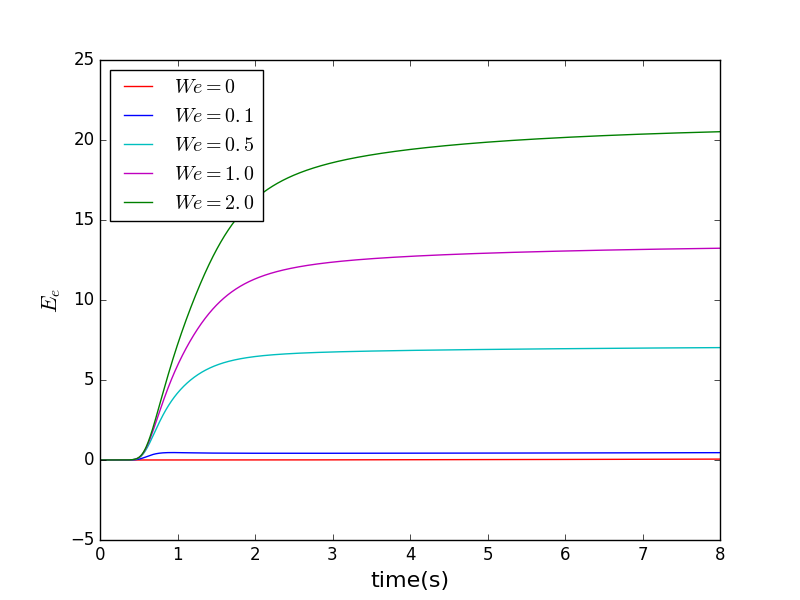 25
20
15
10
5
0
−5
E_e
We = 0
We = 0.1
We = 0.5
We = 1.0
We = 2.0
0 1 2 3 4 5 6 7 8
time(s)